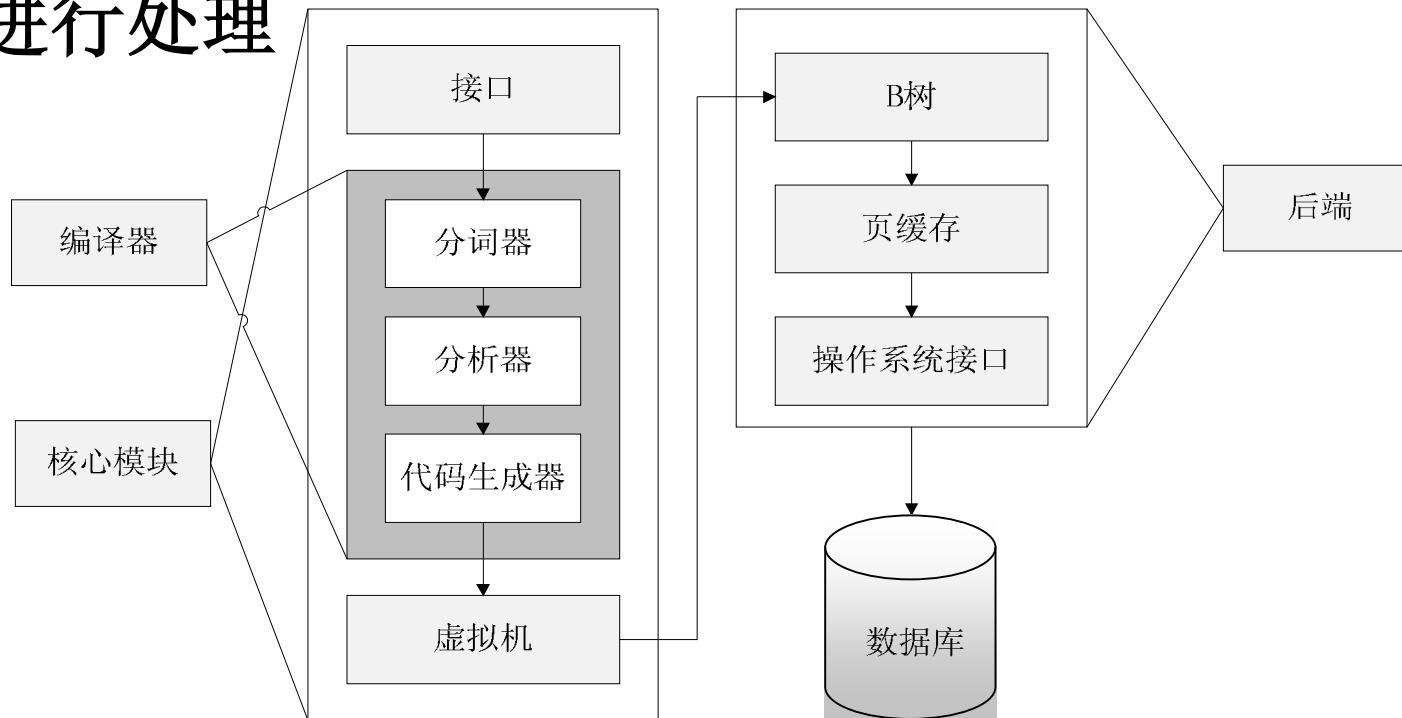 进行处理
接口
编译器
分词器
分析器
代码生成器
核心模块
虚拟机
B树
页缓存
操作系统接口
后端
数据库